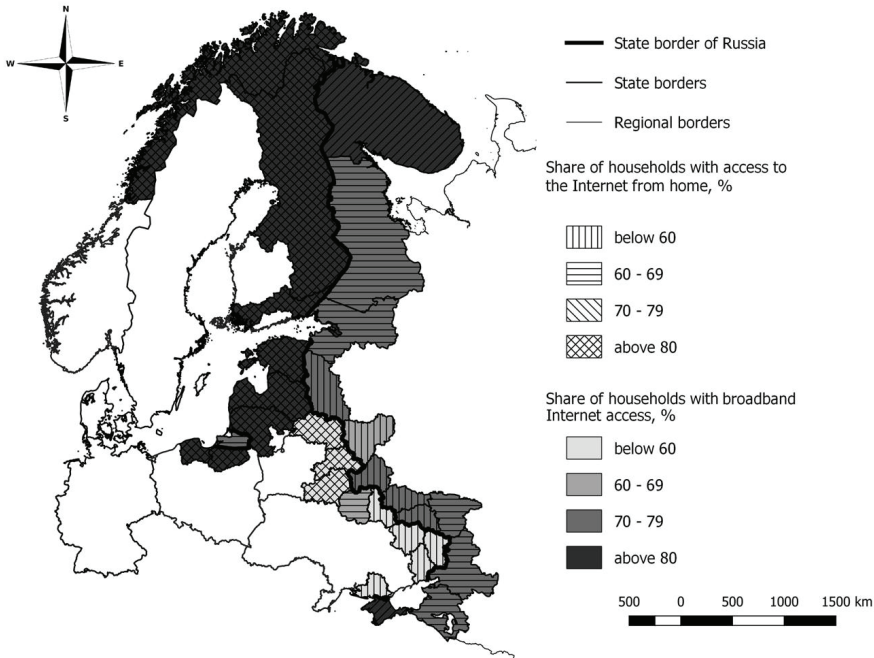 N
W
E
S
State border of Russia
State borders
Regional borders
Share of households with access to
the Internet from home, %
below 60
60 - 69
70 - 79
above 80
Share of households with broadband
Internet access, %
below 60
60 - 69
70 - 79
above 80
500 0 500 1000 1500 km